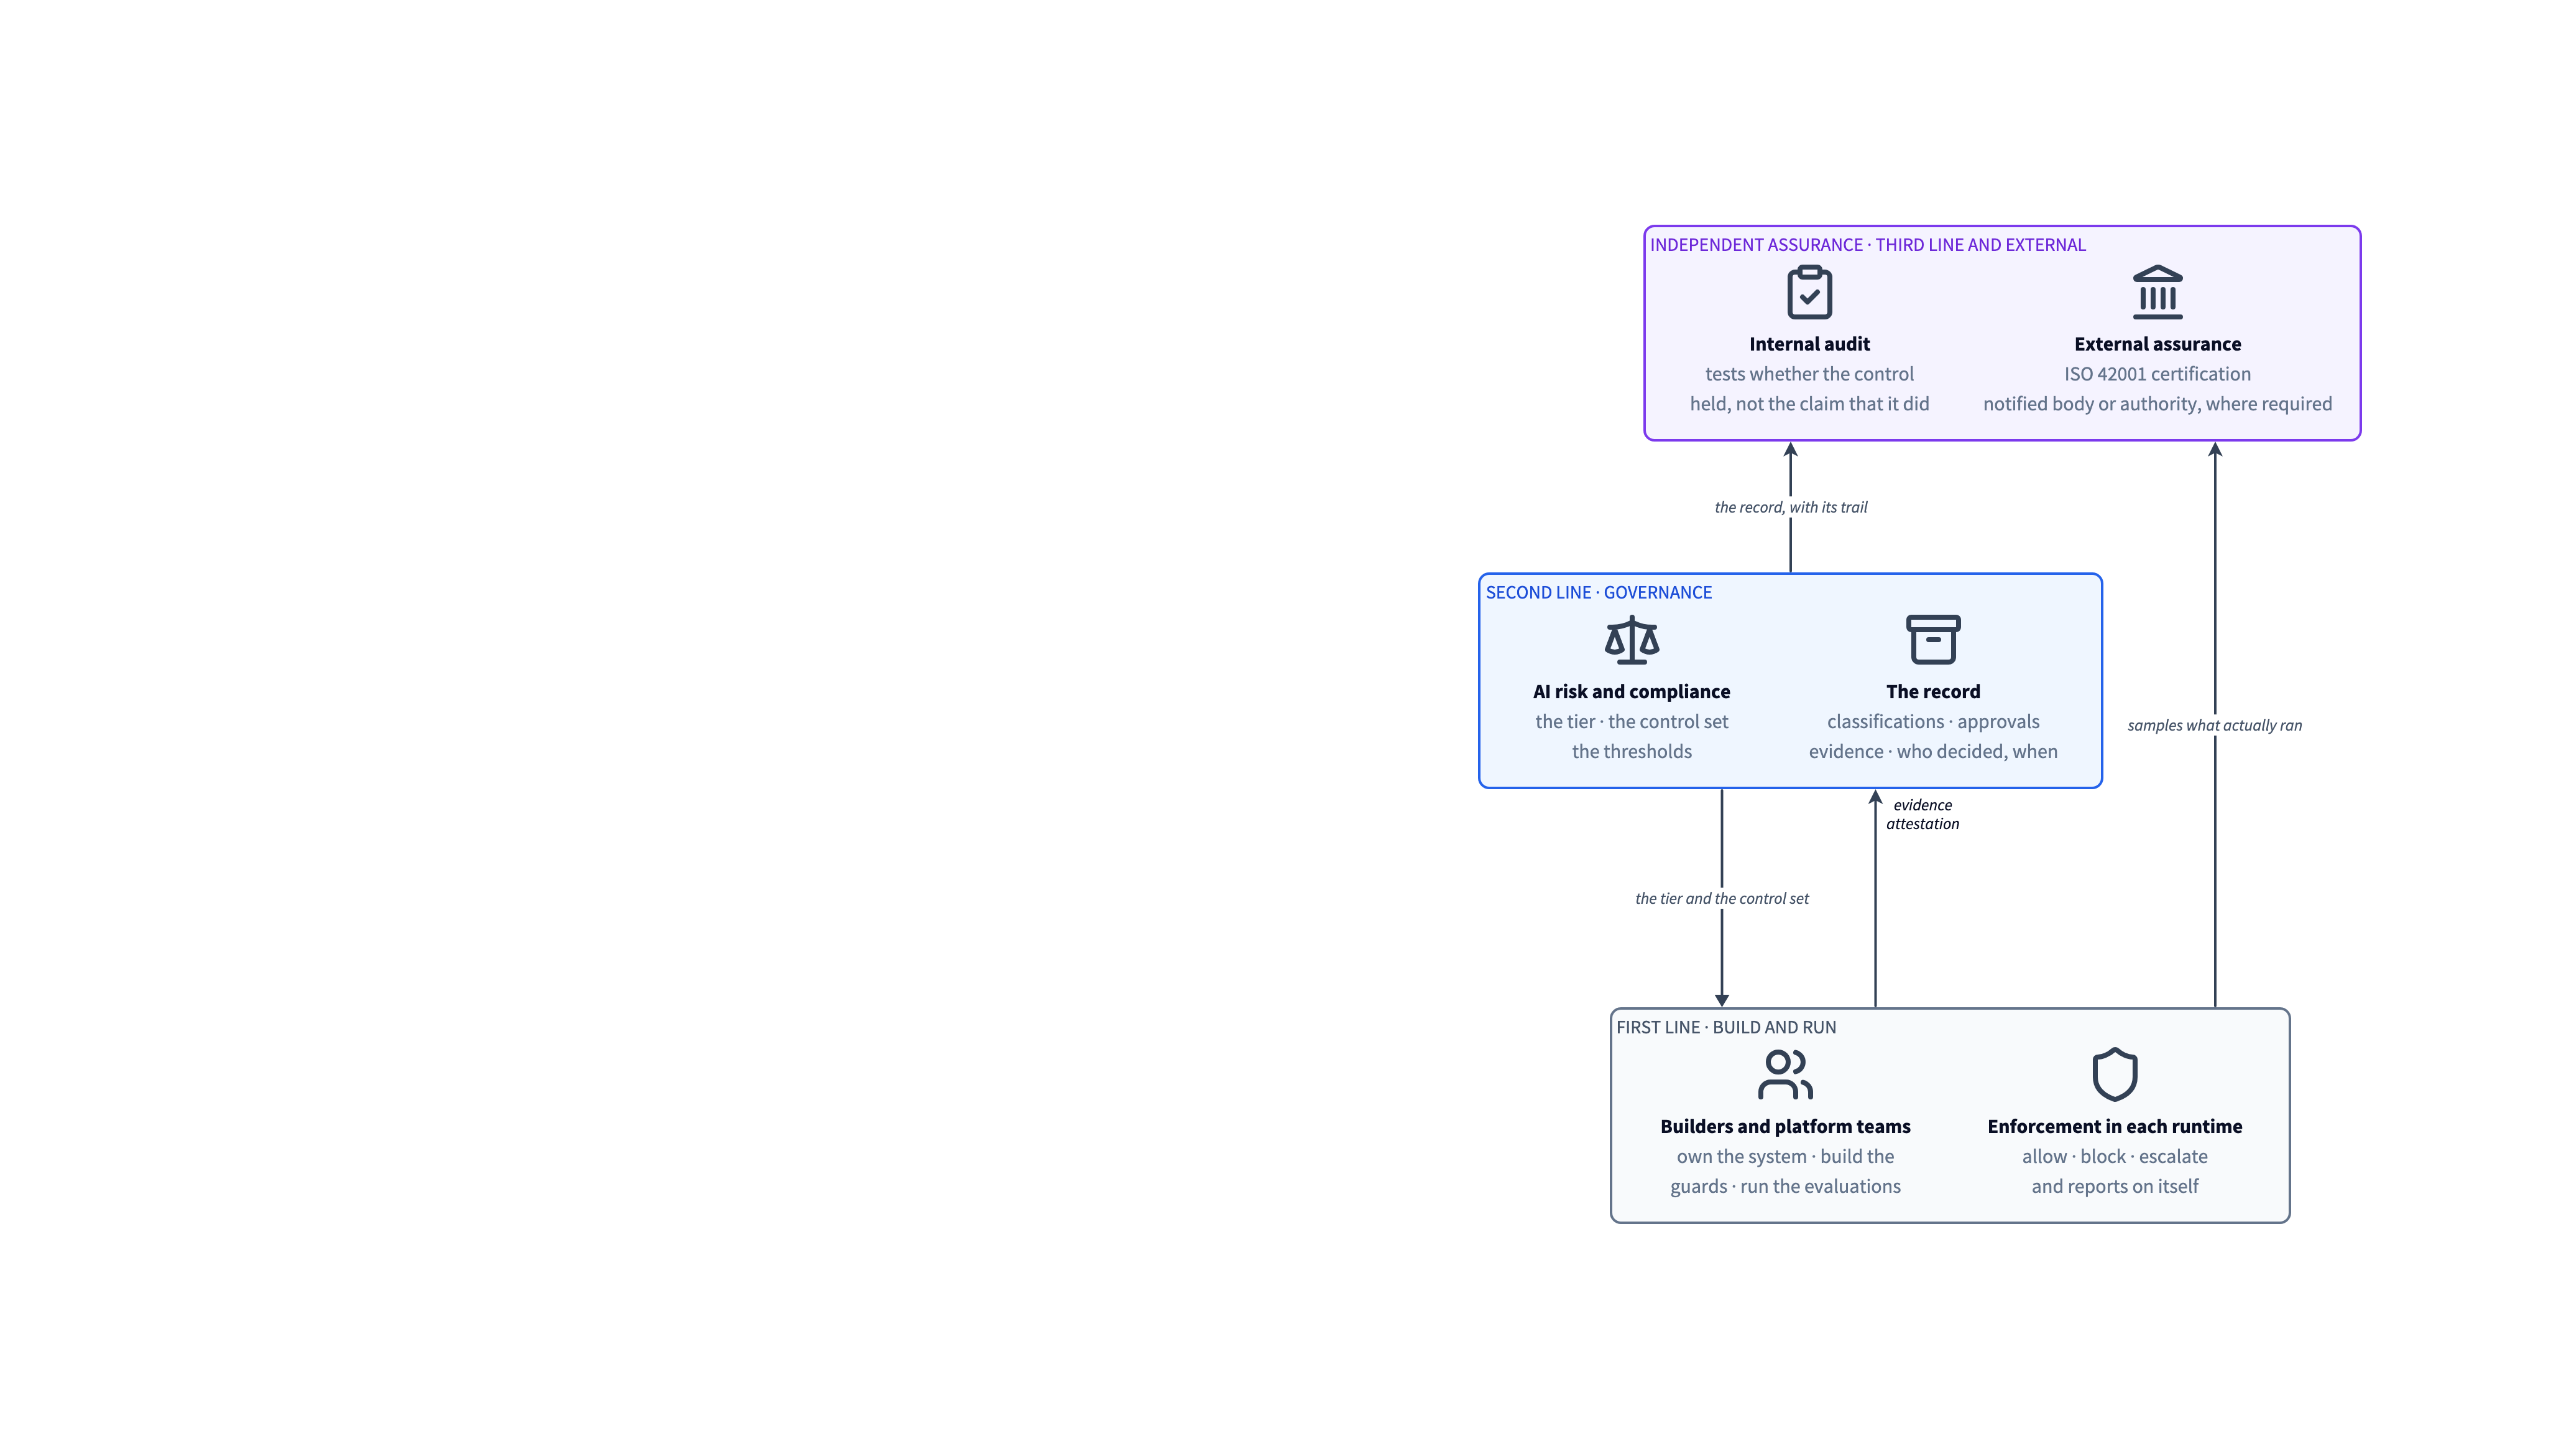 INDEPENDENT ASSURANCE · THIRD LINE AND EXTERNAL
Internal audit
tests whether the control
held, not the claim that it did
External assurance
ISO 42001 certification
notified body or authority, where required
the record, with its trail
SECOND LINE · GOVERNANCE
AI risk and compliance
the tier · the control set
the thresholds
The record
classifications · approvals
evidence · who decided, when
samples what actually ran
evidence
attestation
the tier and the control set
FIRST LINE · BUILD AND RUN
Builders and platform teams
own the system · build the
guards · run the evaluations
Enforcement in each runtime
allow · block · escalate
and reports on itself